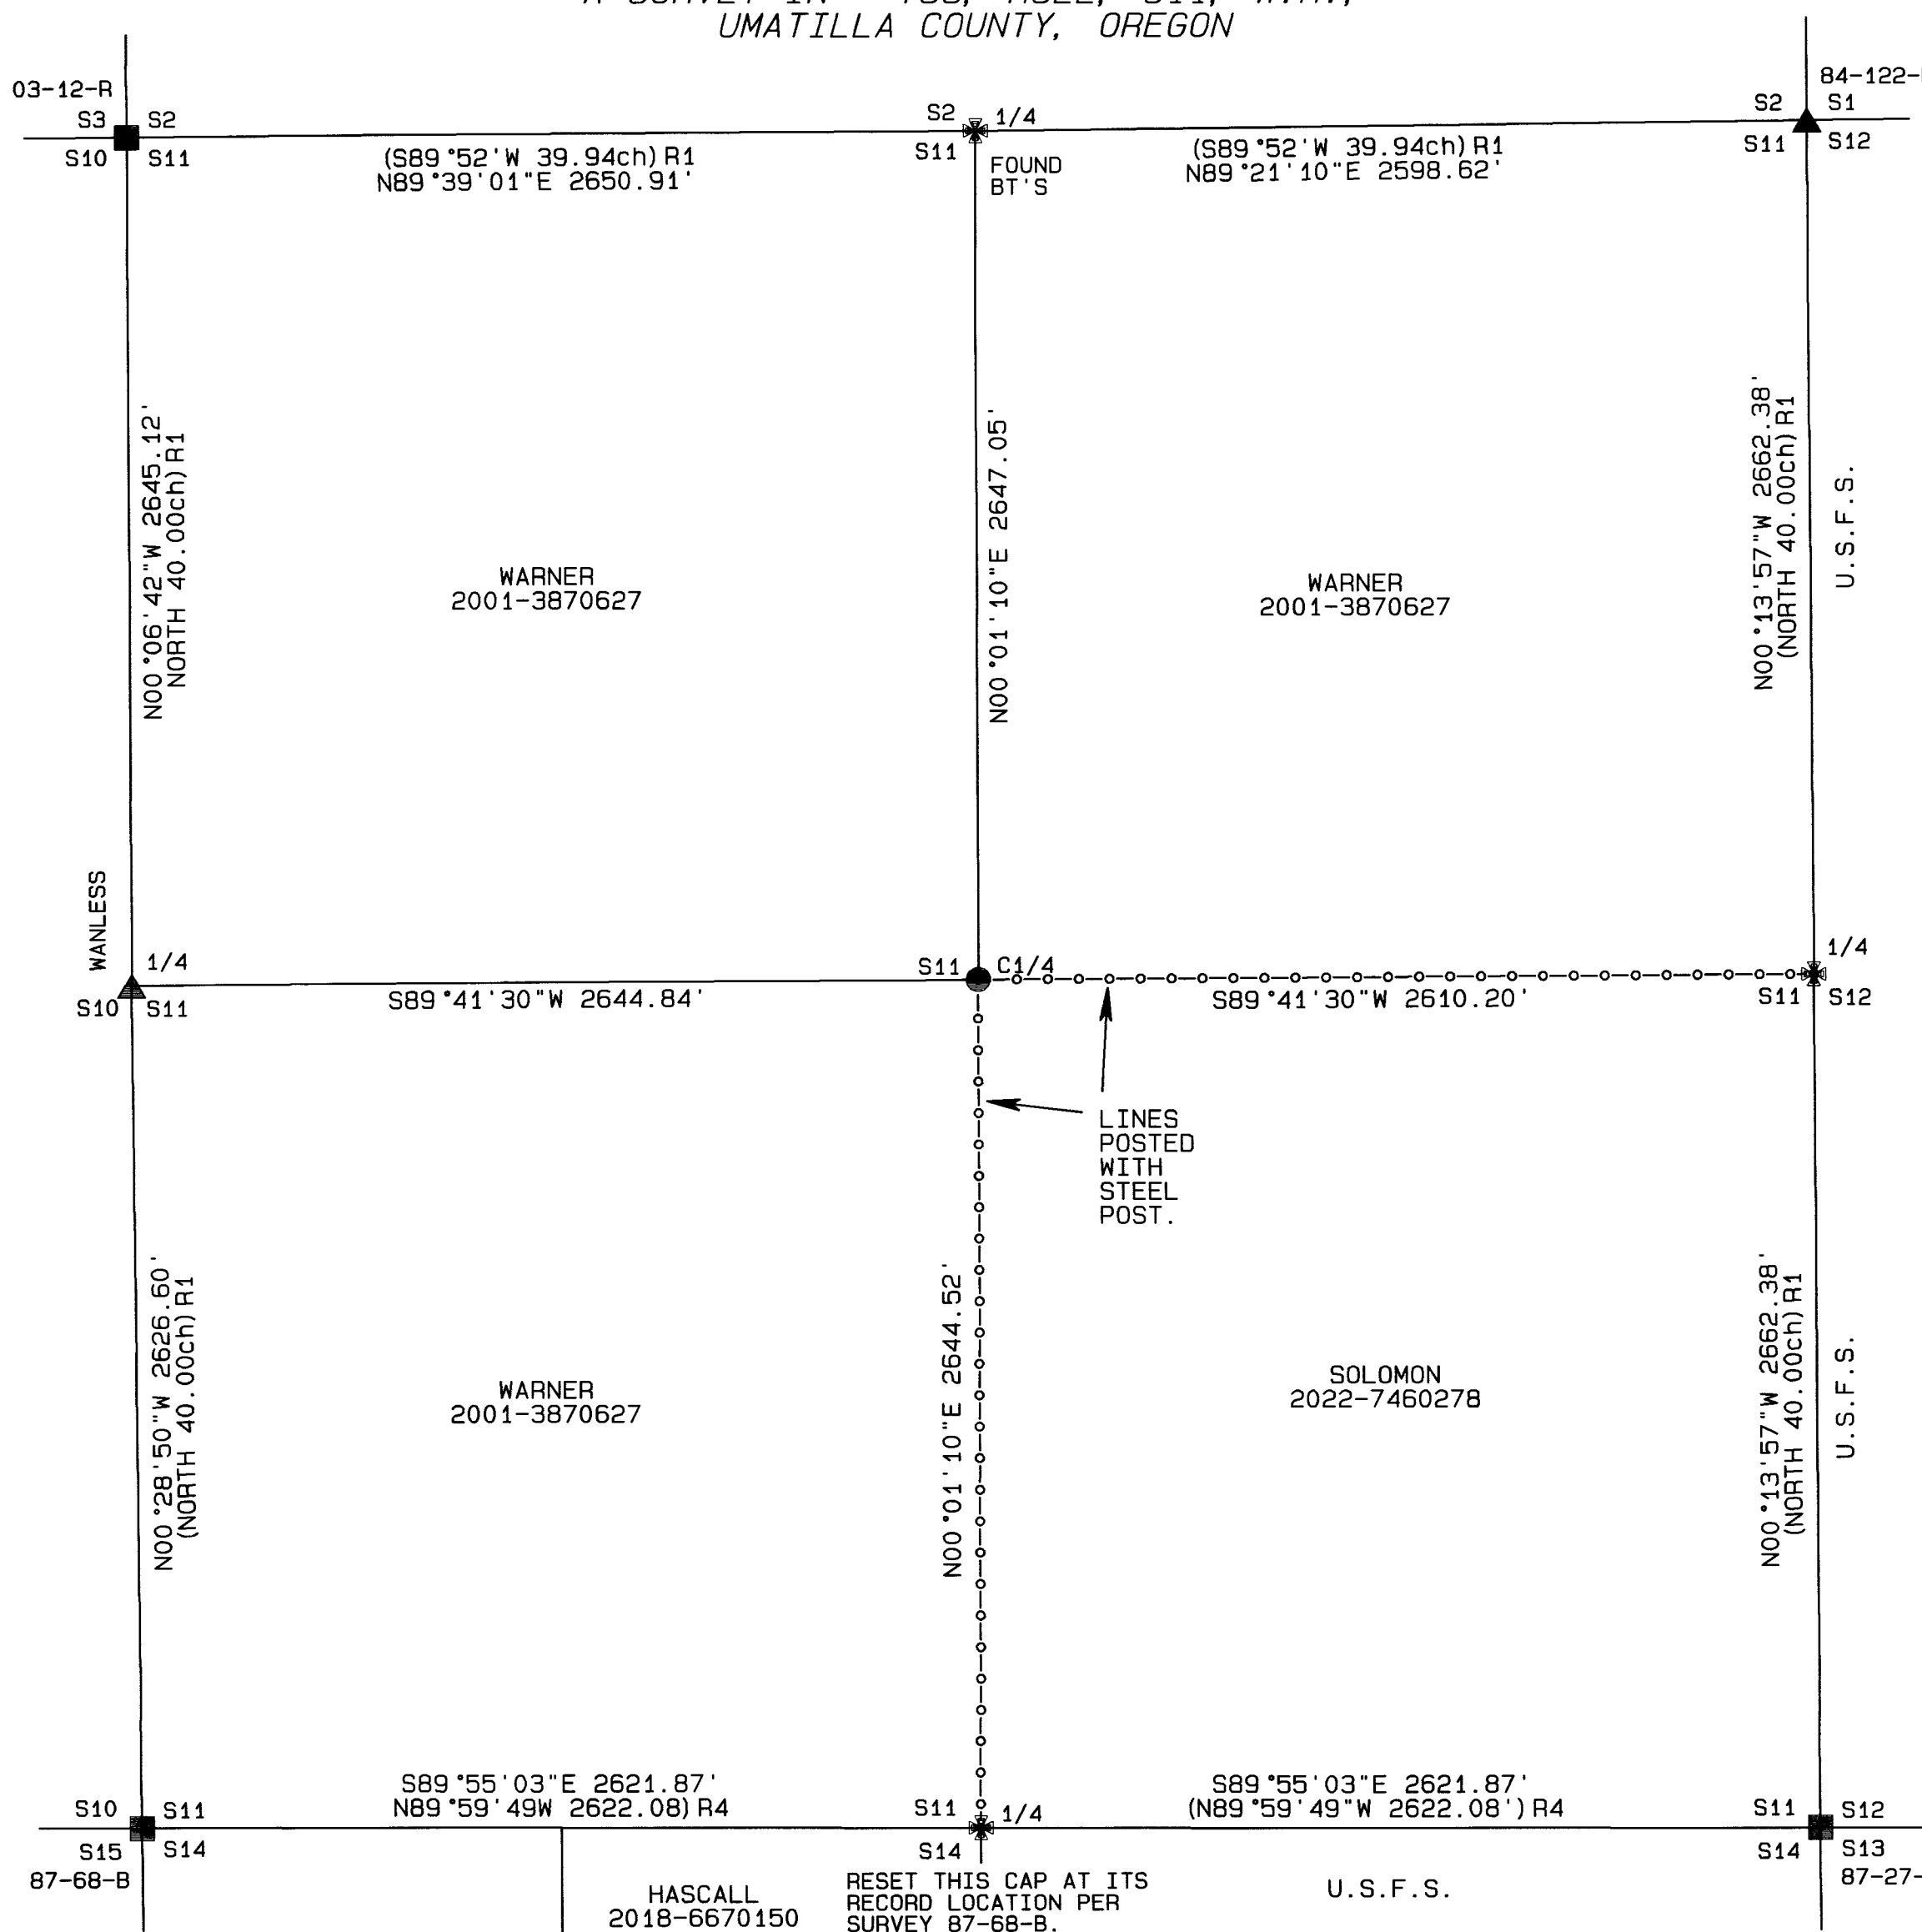 UMATILLA COUNTY, OREGON
03-12-R
84-122-
S3 S2
S10 S11
S2 1/4
S11
FOUND
BT'S
S2 S1
S11 S12
(S89°52'W 39.94ch)R1
N89°39'01"E 2650.91'
(S89°52'W 39.94ch)R1
N89°21'10"E 2598.62'
N00°06'42"W 2645.12'
NORTH 40.00ch)R1
N00°01'10"E 2647.05'
N00°13'57"W 2662.38'
(NORTH 40.00ch)R1
U.S.F.S.
WARNER
2001-3870627
WARNER
2001-3870627
WANLESS
1/4
S10 S11
S11 C1/4
1/4
S11 S12
S89°41'30"W 2644.84'
S89°41'30"W 2610.20'
LINES
POSTED
WITH
STEEL
POST.
N00°28'50"W 2626.60'
(NORTH 40.00ch)R1
N00°01'10"E 2644.52'
N00°13'57"W 2662.38'
(NORTH 40.00ch)R1
U.S.F.S.
WARNER
2001-3870627
SOLOMON
2022-7460278
S89°55'03"E 2621.87'
N89°59'49W 2622.08)R4
S89°55'03"E 2621.87'
(N89°59'49"W 2622.08')R4
S10 S11
S15 S14
87-68-B
S11 1/4
S14
S11 S12
S14 S13
87-27-
HASCALL
2018-6670150
RESET THIS CAP AT ITS
RECORD LOCATION PER
SURVEY 87-68-B.
U.S.F.S.